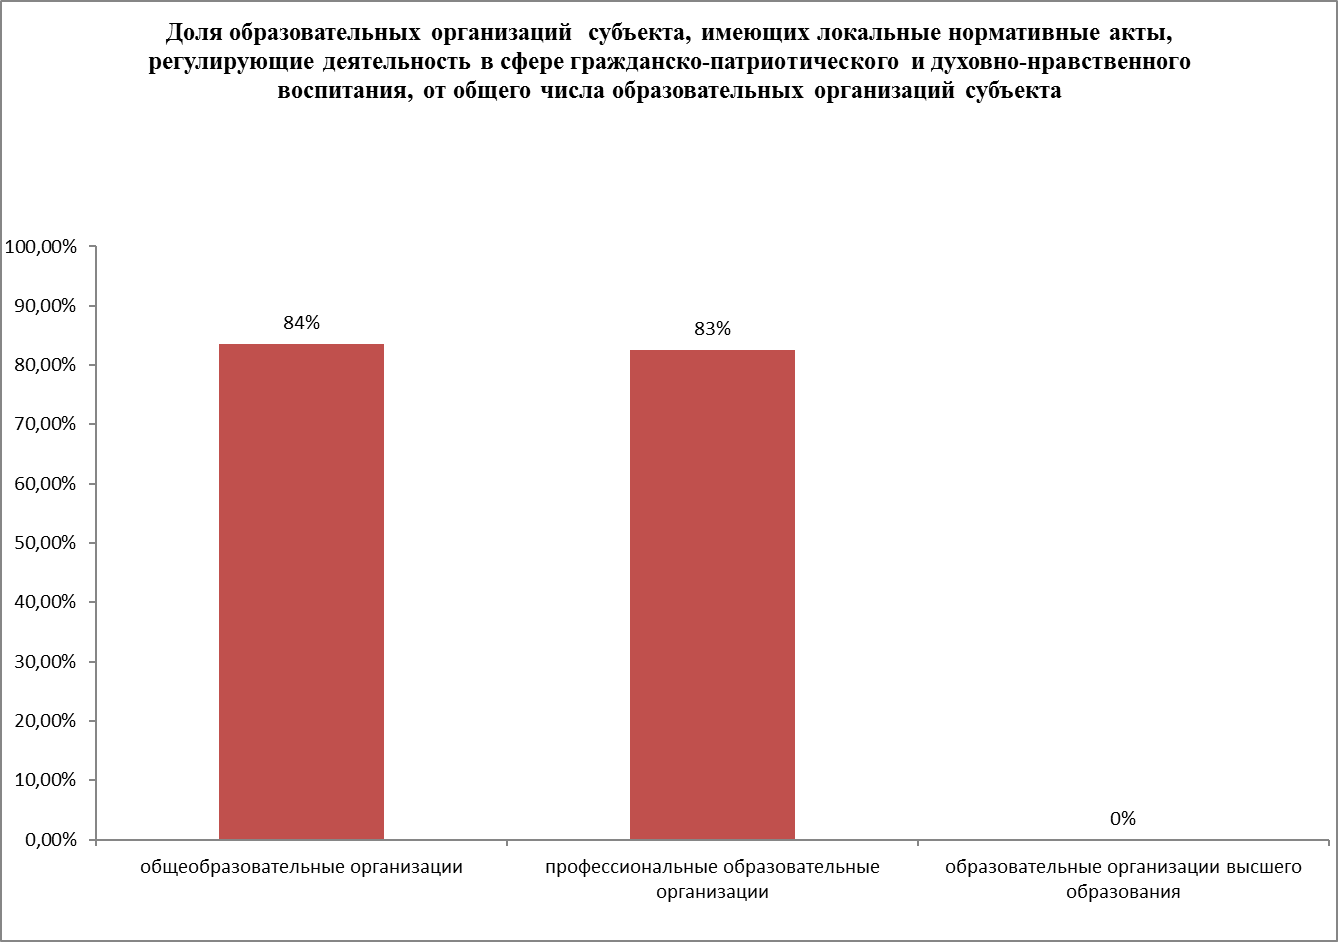 Доля образовательных организаций субъекта, имеющих локальные нормативные акты,
регулирующие деятельность в сфере гражданско-патриотического и духовно-нравственного
воспитания, от общего числа образовательных организаций субъекта
100,00%
90,00%
80,00%
70,00%
60,00%
50,00%
40,00%
30,00%
20,00%
10,00%
0,00%
84%
83%
0%
общеобразовательные организации
профессиональные образовательные
организации
образовательные организации высшего
образования